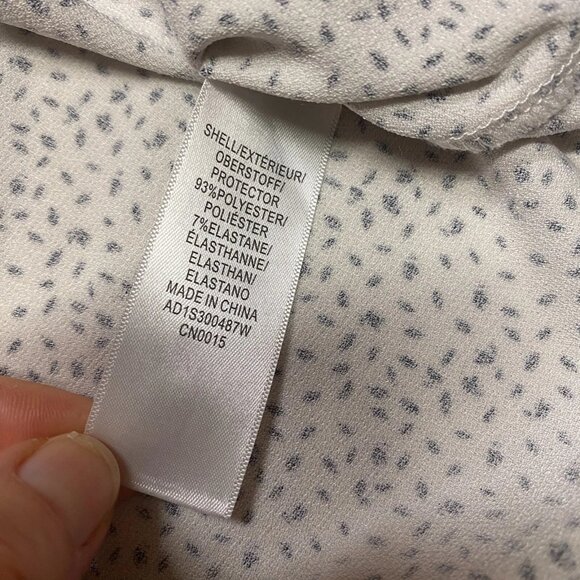 SHELL/EXTÉRIEUR/
OBERSTOFF/
PROTECTOR
93%POLYESTER/
POLIÉSTER
7%ELASTANE/
ÉLASTHANNE/
ELASTHAN/
ELASTANO
MADE IN CHINA
AD1S300487W
CN0015